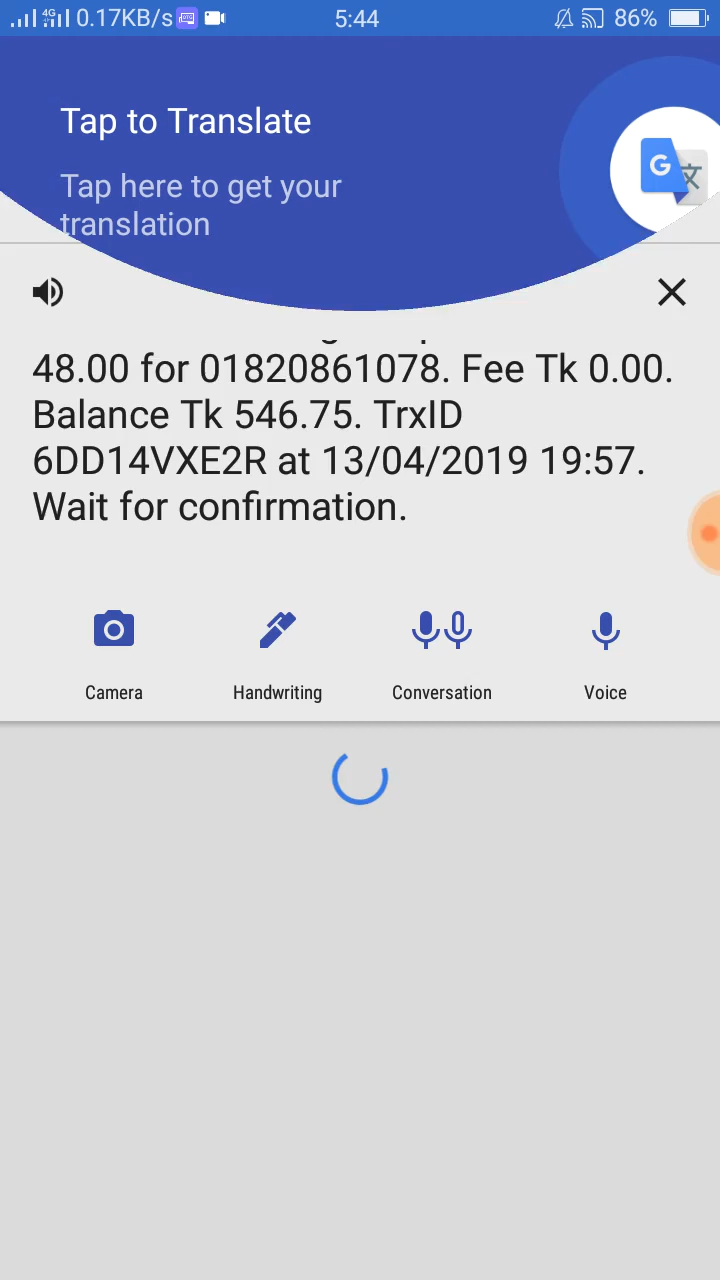 4G 0.17KB/s 5:44 86%
Tap to Translate
Tap here to get your
translation
G 文
48.00 for 01820861078. Fee Tk 0.00.
Balance Tk 546.75. TrxID
6DD14VXE2R at 13/04/2019 19:57.
Wait for confirmation.
Camera Handwriting Conversation Voice